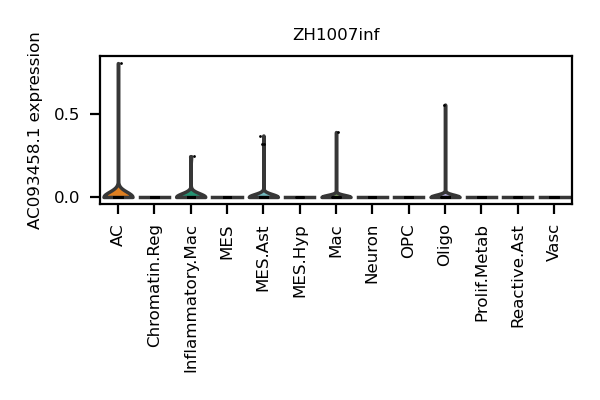 ZH1007inf
AC093458.1 expression
0.5
0.0
AC
Chromatin.Reg
Inflammatory.Mac
MES
MES.Ast
MES.Hyp
Mac
Neuron
OPC
Oligo
Prolif.Metab
Reactive.Ast
Vasc